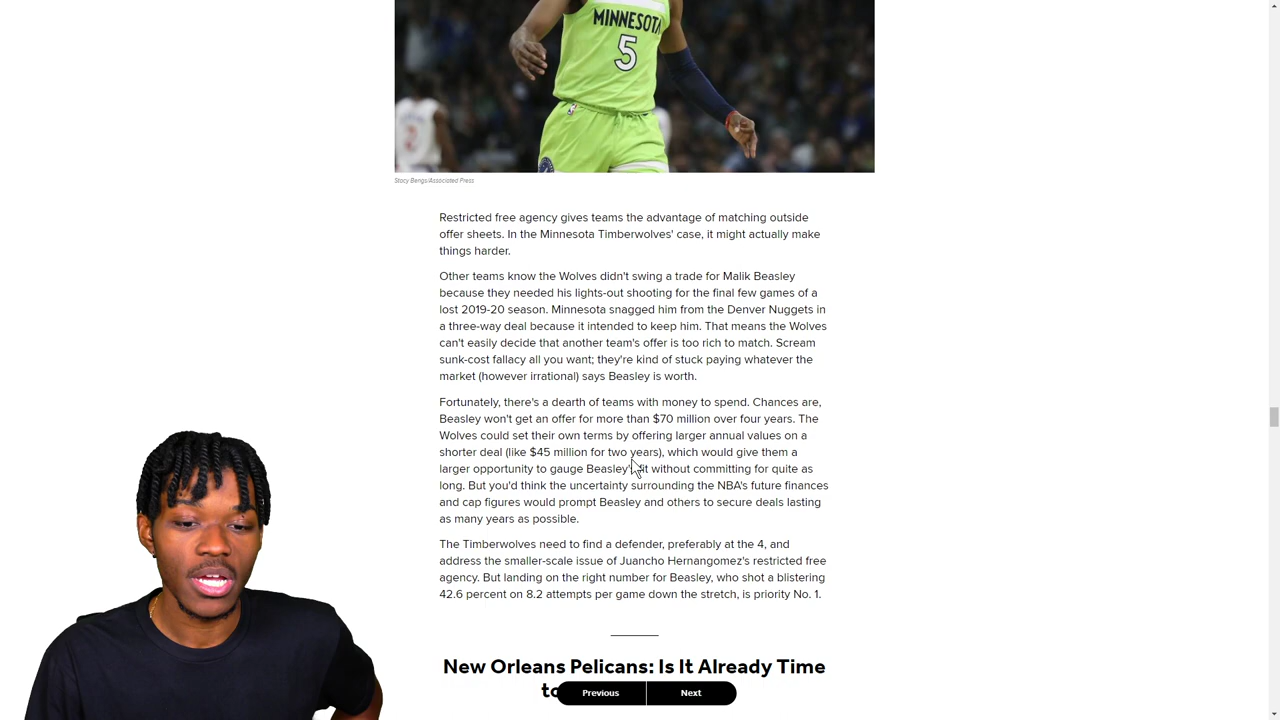 MINNESOTA
5
2
Stacy Bengs/Associated Press
Restricted free agency gives teams the advantage of matching outside
offer sheets. In the Minnesota Timberwolves' case, it might actually make
things harder.
Other teams know the Wolves didn't swing a trade for Malik Beasley
because they needed his lights-out shooting for the final few games of a
lost 2019-20 season. Minnesota snagged him from the Denver Nuggets in
a three-way deal because it intended to keep him. That means the Wolves
can't easily decide that another team's offer is too rich to match. Scream
sunk-cost fallacy all you want; they're kind of stuck paying whatever the
market (however irrational) says Beasley is worth.
Fortunately, there's a dearth of teams with money to spend. Chances are,
Beasley won't get an offer for more than $70 million over four years. The
Wolves could set their own terms by offering larger annual values on a
shorter deal (like $45 million for two years), which would give them a
larger opportunity to gauge Beasley's fit without committing for quite as
long. But you'd think the uncertainty surrounding the NBA's future finances
and cap figures would prompt Beasley and others to secure deals lasting
as many years as possible.
The Timberwolves need to find a defender, preferably at the 4, and
address the smaller-scale issue of Juancho Hernangomez's restricted free
agency. But landing on the right number for Beasley, who shot a blistering
42.6 percent on 8.2 attempts per game down the stretch, is priority No. 1.
New Orleans Pelicans: Is It Already Time
Previous
Next